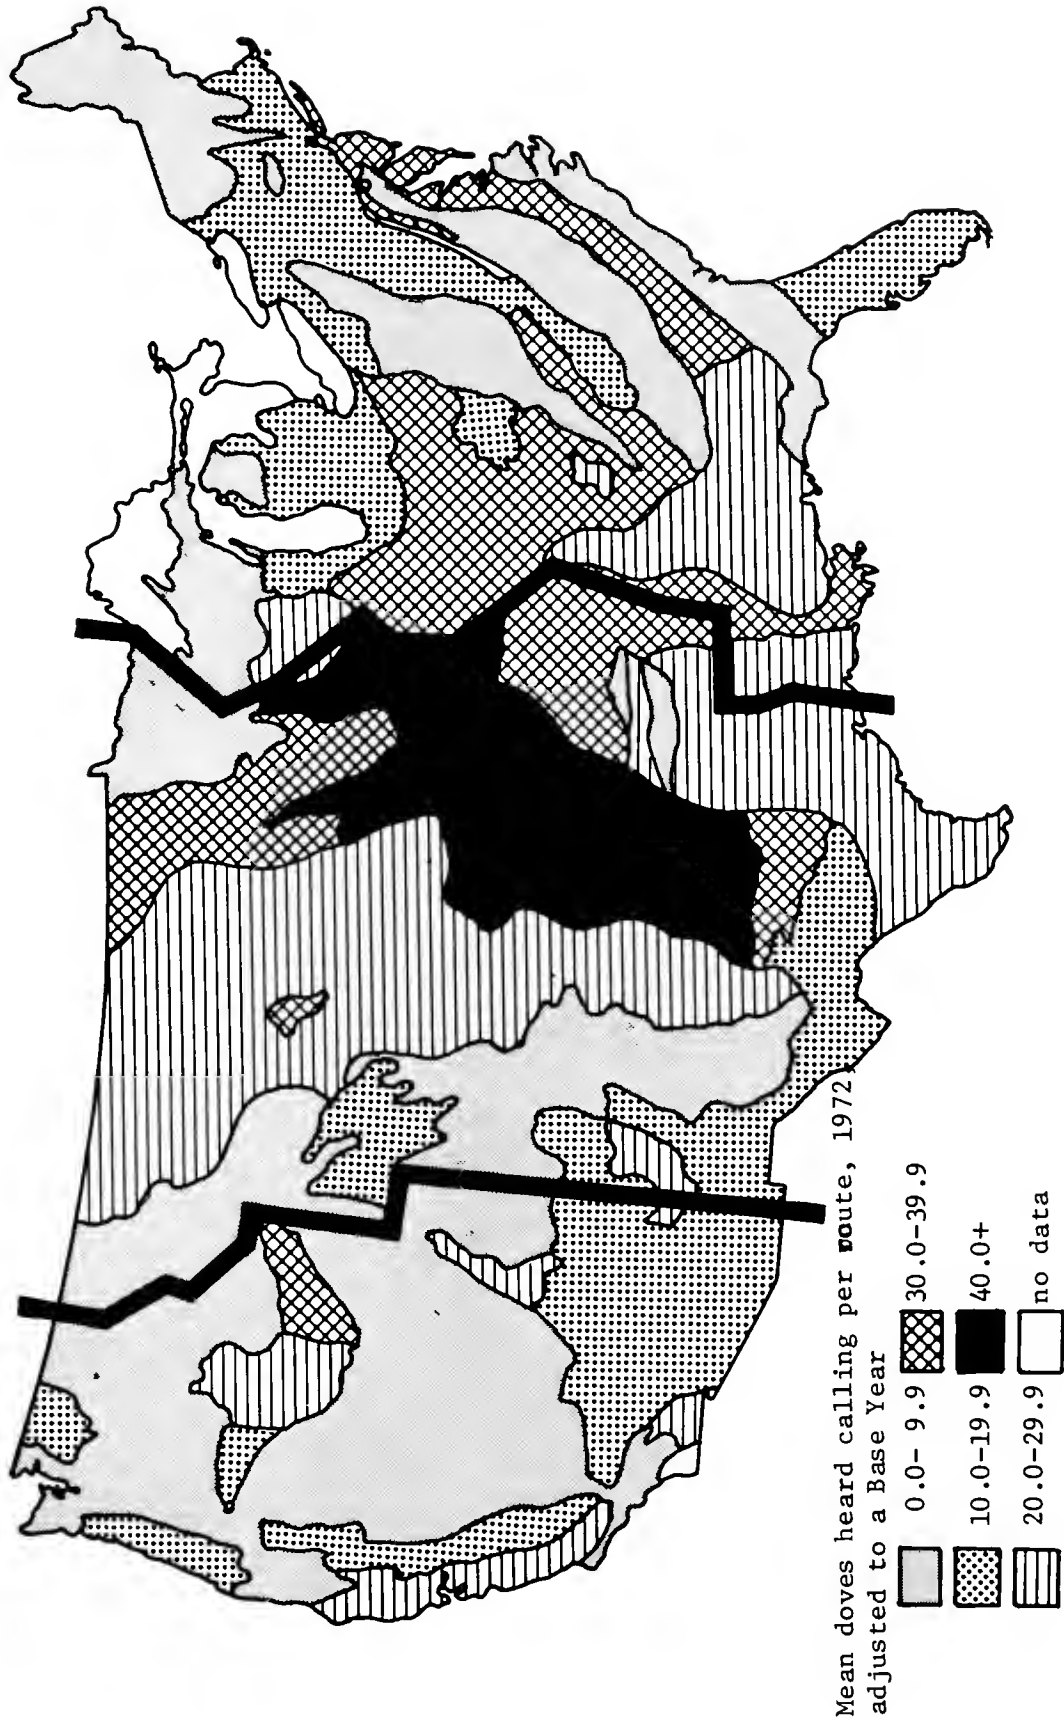 Mean doves heard calling per route, 1972,
adjusted to a Base Year
0.0- 9.9 30.0-39.9
10.0-19.9 40.0+
20.0-29.9 no data